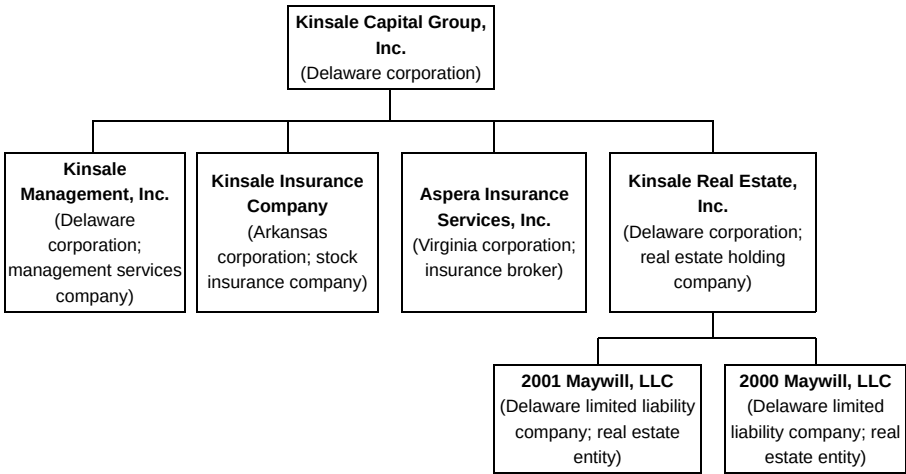 Kinsale Capital Group,
Inc.
(Delaware corporation)
Kinsale
Management, Inc.
(Delaware
corporation;
management services
company)
Kinsale Insurance
Company
(Arkansas
corporation; stock
insurance company)
Aspera Insurance
Services, Inc.
(Virginia corporation;
insurance broker)
Kinsale Real Estate,
Inc.
(Delaware corporation;
real estate holding
company)
2001 Maywill, LLC
(Delaware limited liability
company; real estate
entity)
2000 Maywill, LLC
(Delaware limited
liability company; real
estate entity)